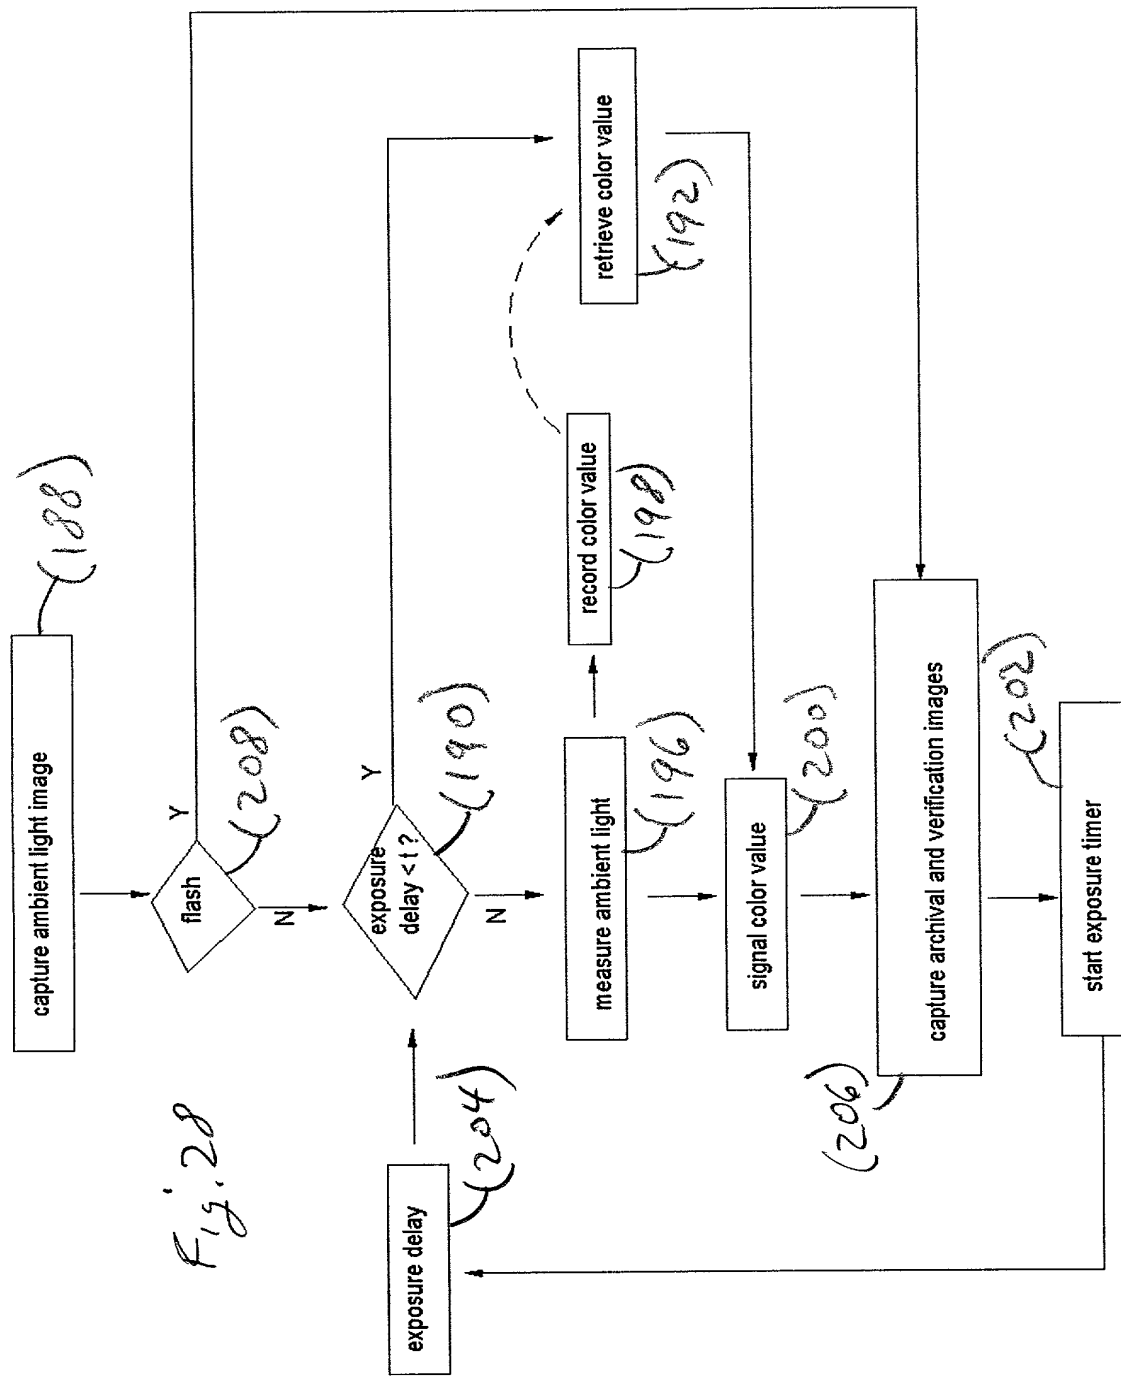 capture ambient light image
(188)
flash
Y
(208)
N
exposure
delay < t ?
Y
(190)
N
exposure delay
(204)
measure ambient light
(196)
record color value
(198)
retrieve color value
(192)
signal color value
(200)
capture archival and verification images
(206)
start exposure timer
(202)
Fig. 28